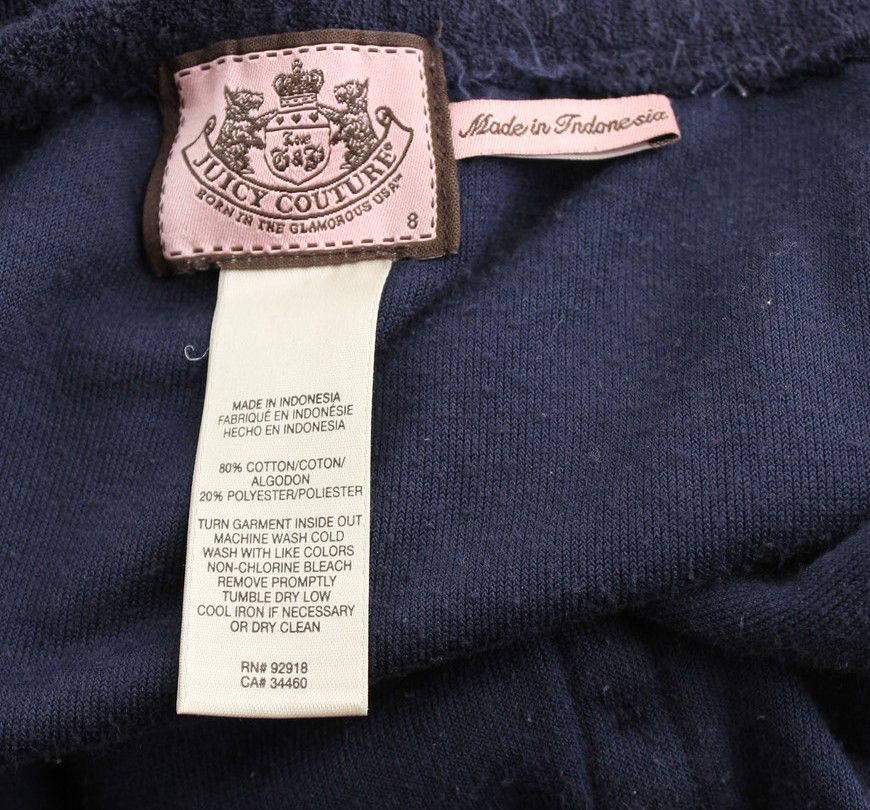 Love
G&P
JUICY COUTURE®
BORN IN THE GLAMOROUS USA™
8
Made in Indonesia
MADE IN INDONESIA
FABRIQUÉ EN INDONÉSIE
HECHO EN INDONESIA
80% COTTON/COTON/
ALGODON
20% POLYESTER/POLIESTER
TURN GARMENT INSIDE OUT
MACHINE WASH COLD
WASH WITH LIKE COLORS
NON-CHLORINE BLEACH
REMOVE PROMPTLY
TUMBLE DRY LOW
COOL IRON IF NECESSARY
OR DRY CLEAN
RN# 92918
CA# 34460